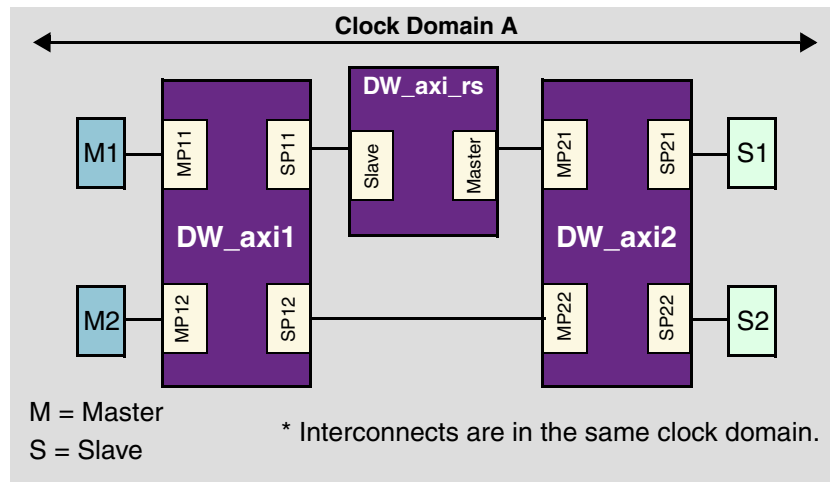 Clock Domain A
DW_axi_rs
M1
MP11
SP11
Slave
Master
MP21
SP21
S1
DW_axi1
DW_axi2
M2
MP12
SP12
MP22
SP22
S2
M = Master
S = Slave
* Interconnects are in the same clock domain.